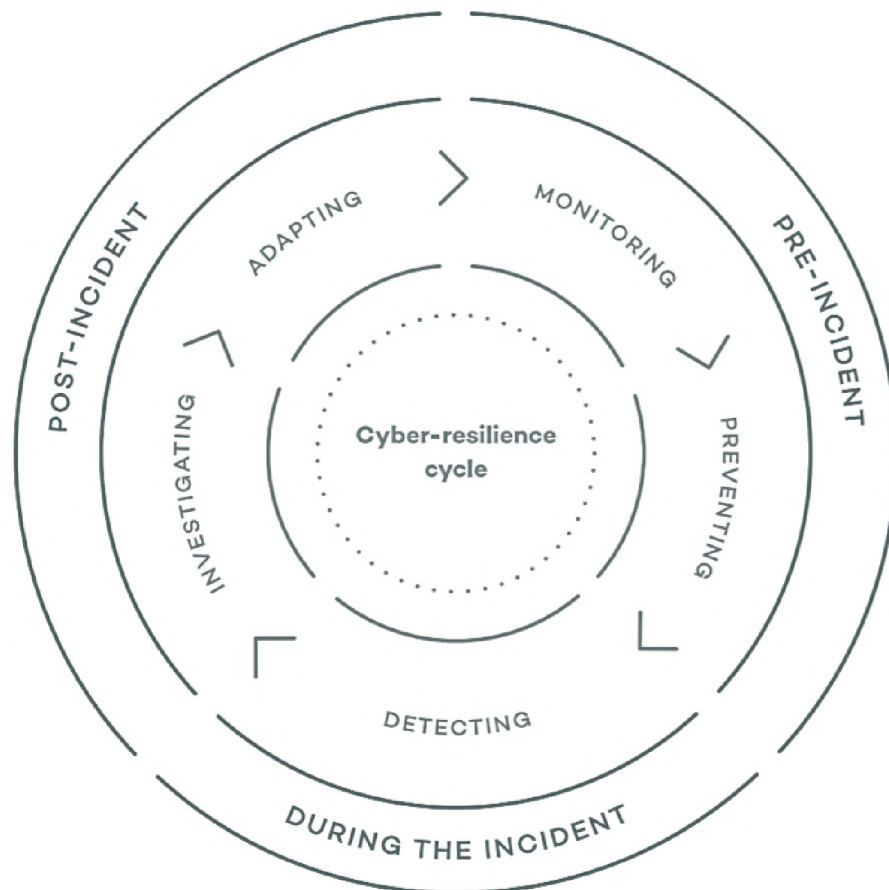 PRE-INCIDENT
MONITORING
PREVENTING
DURING THE INCIDENT
DETECTING
POST-INCIDENT
INVESTIGATING
ADAPTING
Cyber-resilience
cycle